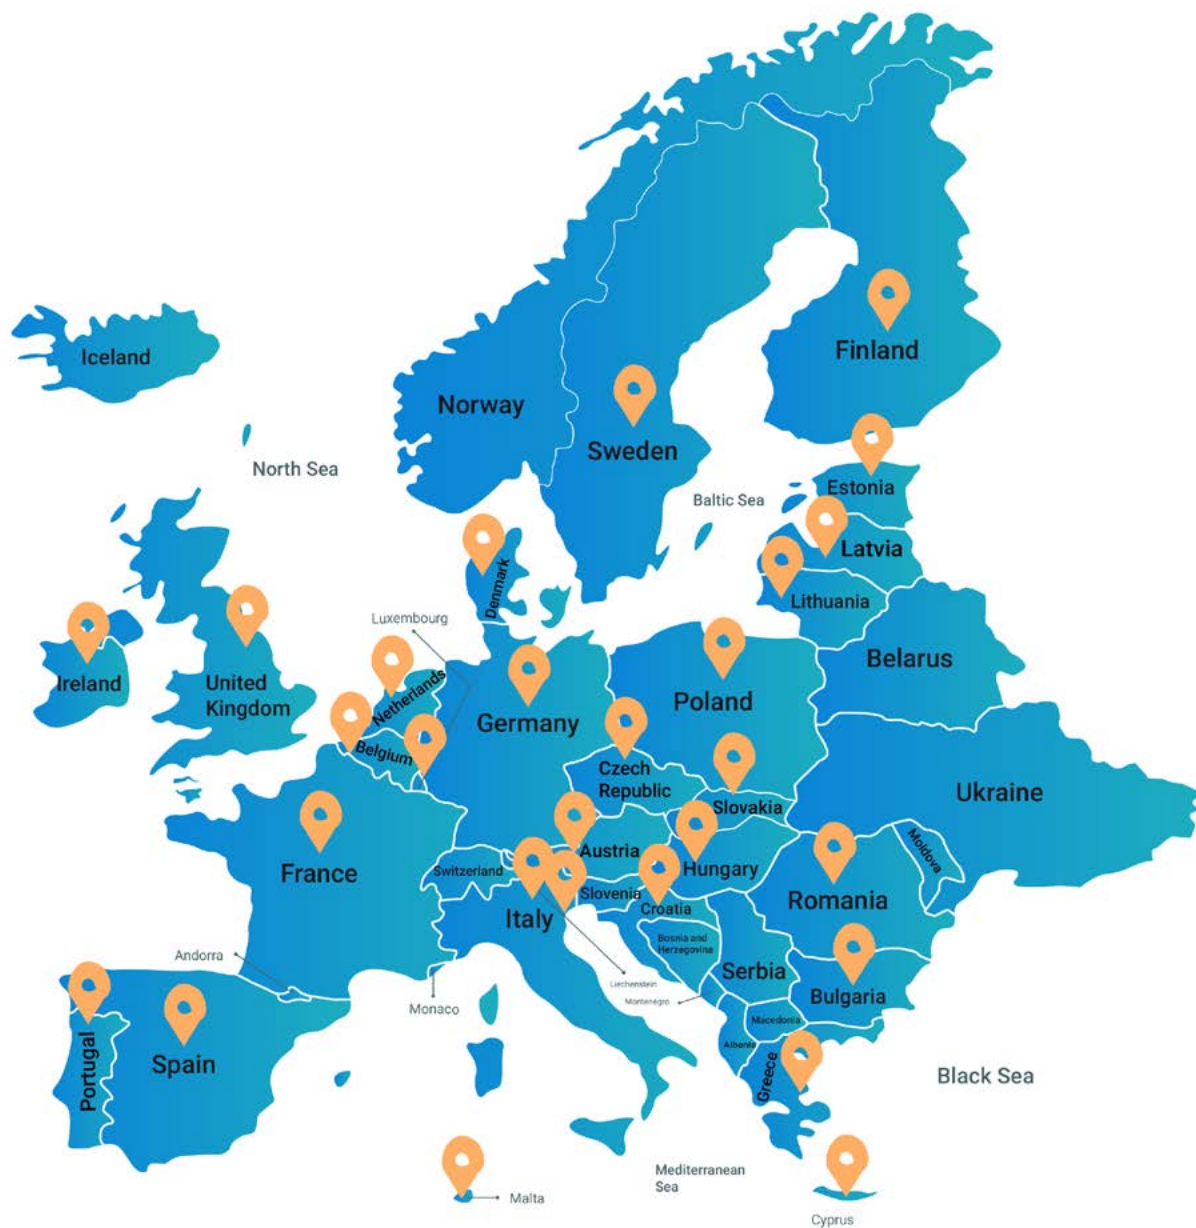 Iceland
Finland
Norway
Sweden
North Sea
Estonia
Baltic Sea
Latvia
Denmark
Lithuania
Luxembourg
Belarus
Ireland
United
Kingdom
Netherlands
Poland
Germany
Belgium
Czech
Republic
Ukraine
Slovakia
Moldova
Austria
Switzerland
Hungary
France
Slovenia
Romania
Croatia
Italy
Bosnia and
Herzegovina
Andorra
Serbia
Liechtenstein
Bulgaria
Montenegro
Monaco
Macedonia
Albania
Spain
Portugal
Greece
Black Sea
Mediterranean
Sea
Malta
Cyprus